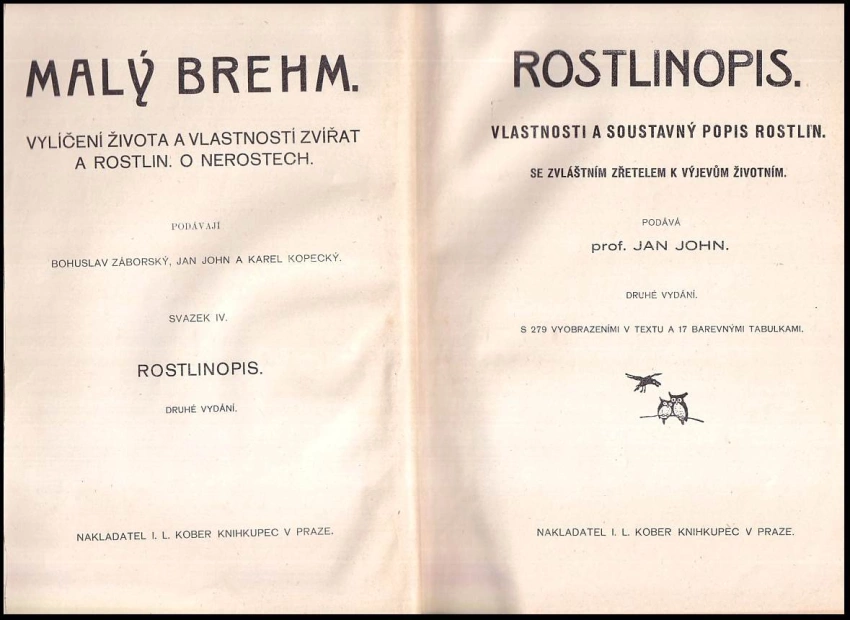 MALÝ BREHM.
VYLÍČENÍ ŽIVOTA A VLASTNOSTÍ ZVÍŘAT
A ROSTLIN. O NEROSTECH.
PODÁVAJÍ
BOHUSLAV ZÁBORSKÝ, JAN JOHN A KAREL KOPECKÝ.
SVAZEK IV.
ROSTLINOPIS.
DRUHÉ VYDÁNÍ.
NAKLADATEL I. L. KOBER KNIHKUPEC V PRAZE.
ROSTLINOPIS.
VLASTNOSTI A SOUSTAVNÝ POPIS ROSTLIN.
SE ZVLÁŠTNÍM ZŘETELEM K VÝJEVŮM ŽIVOTNÍM.
PODÁVÁ
prof. JAN JOHN.
DRUHÉ VYDÁNÍ.
S 279 VYOBRAZENÍMI V TEXTU A 17 BAREVNÝMI TABULKAMI.
NAKLADATEL I. L. KOBER KNIHKUPEC V PRAZE.